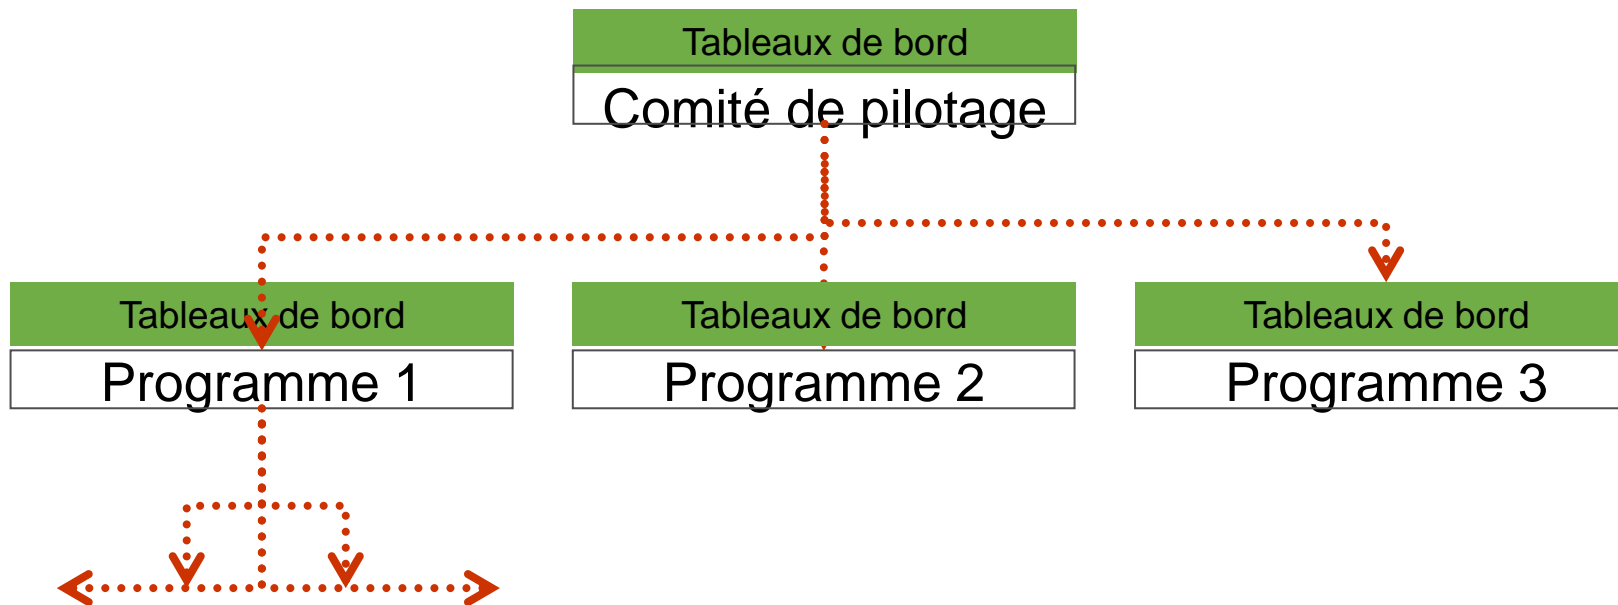 Tableaux de bord
Comité de pilotage
Tableaux de bord
Programme 1
Tableaux de bord
Programme 2
Tableaux de bord
Programme 3